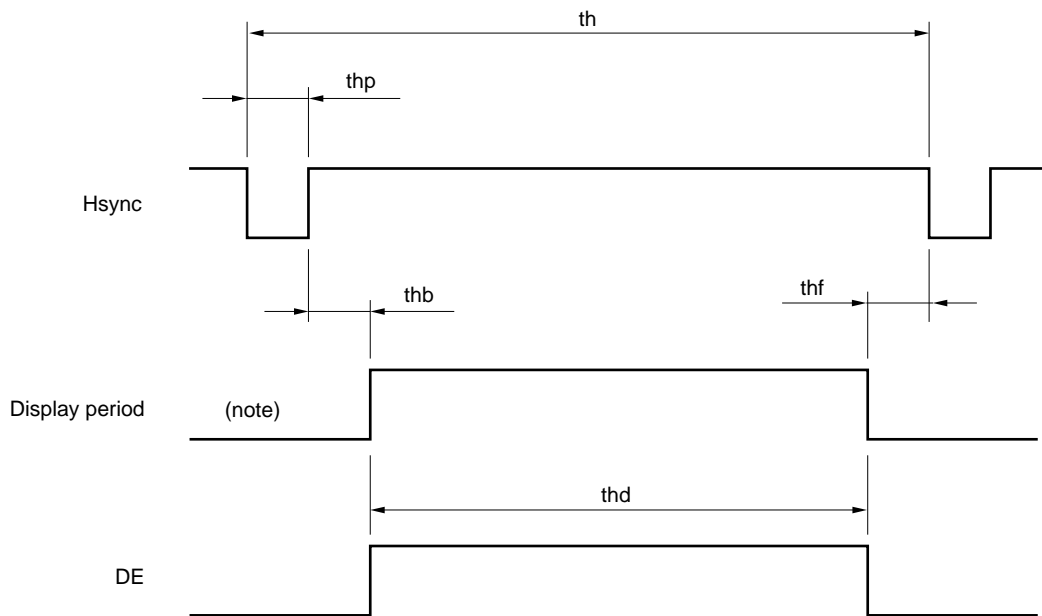 th
thp
Hsync
thb
thf
Display period
(note)
thd
DE